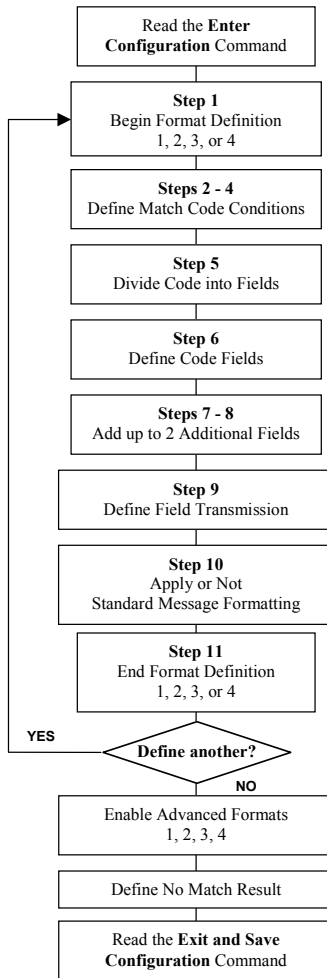 Read the Enter
Configuration Command
Step 1
Begin Format Definition
1, 2, 3, or 4
Steps 2 - 4
Define Match Code Conditions
Step 5
Divide Code into Fields
Step 6
Define Code Fields
Steps 7 - 8
Add up to 2 Additional Fields
Step 9
Define Field Transmission
Step 10
Apply or Not
Standard Message Formatting
Step 11
End Format Definition
1, 2, 3, or 4
YES
Define another?
NO
Enable Advanced Formats
1, 2, 3, 4
Define No Match Result
Read the Exit and Save
Configuration Command